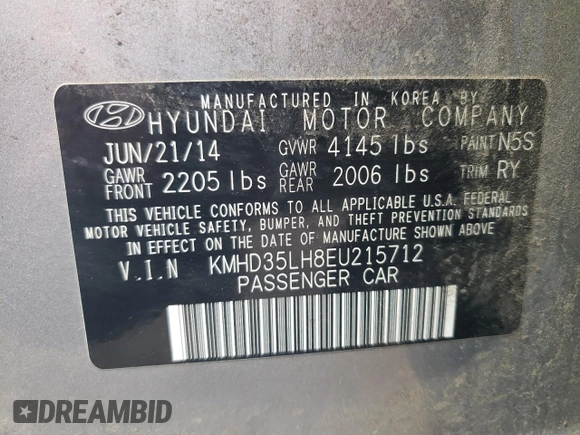 MANUFACTURED IN KOREA BY
HYUNDAI MOTOR COMPANY
JUN/21/14 GVWR 4145 lbs PAINT N5S
GAWR FRONT 2205 lbs GAWR REAR 2006 lbs TRIM RY
THIS VEHICLE CONFORMS TO ALL APPLICABLE U.S.A. FEDERAL
MOTOR VEHICLE SAFETY, BUMPER, AND THEFT PREVENTION STANDARDS
IN EFFECT ON THE DATE OF MANUFACTURE SHOWN ABOVE.
V.I.N KMHD35LH8EU215712
PASSENGER CAR
DREAMBID